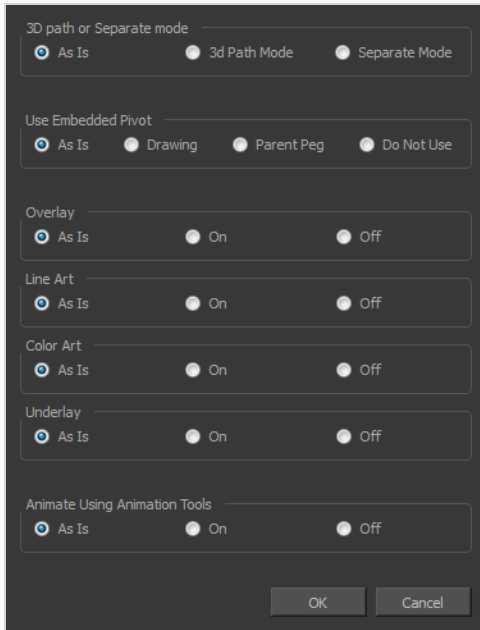 3D path or Separate mode
As Is 3d Path Mode Separate Mode
Use Embedded Pivot
As Is Drawing Parent Peg Do Not Use
Overlay
As Is On Off
Line Art
As Is On Off
Color Art
As Is On Off
Underlay
As Is On Off
Animate Using Animation Tools
As Is On Off
OK Cancel